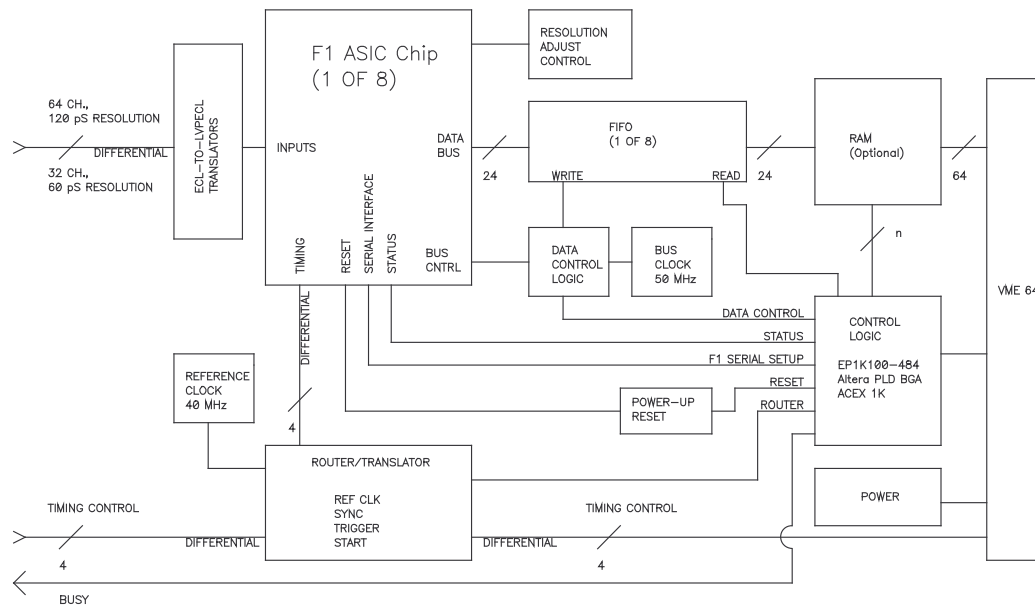 F1 ASIC Chip
(1 OF 8)
RESOLUTION
ADJUST
CONTROL
64 CH.,
120 pS RESOLUTION
DIFFERENTIAL
32 CH.,
60 pS RESOLUTION
ECL-TO-LVPECL
TRANSLATORS
INPUTS
DATA
BUS
24
FIFO
(1 OF 8)
WRITE
READ
24
RAM
(Optional)
64
n
VME 64
TIMING
RESET
SERIAL INTERFACE
STATUS
BUS
CNTRL
DATA
CONTROL
LOGIC
BUS
CLOCK
50 MHz
DIFFERENTIAL
4
DATA CONTROL
STATUS
F1 SERIAL SETUP
RESET
ROUTER
CONTROL
LOGIC
EP1K100-484
Altera PLD BGA
ACEX 1K
REFERENCE
CLOCK
40 MHz
POWER-UP
RESET
ROUTER/TRANSLATOR
REF CLK
SYNC
TRIGGER
START
POWER
TIMING CONTROL
4
DIFFERENTIAL
DIFFERENTIAL
TIMING CONTROL
4
BUSY